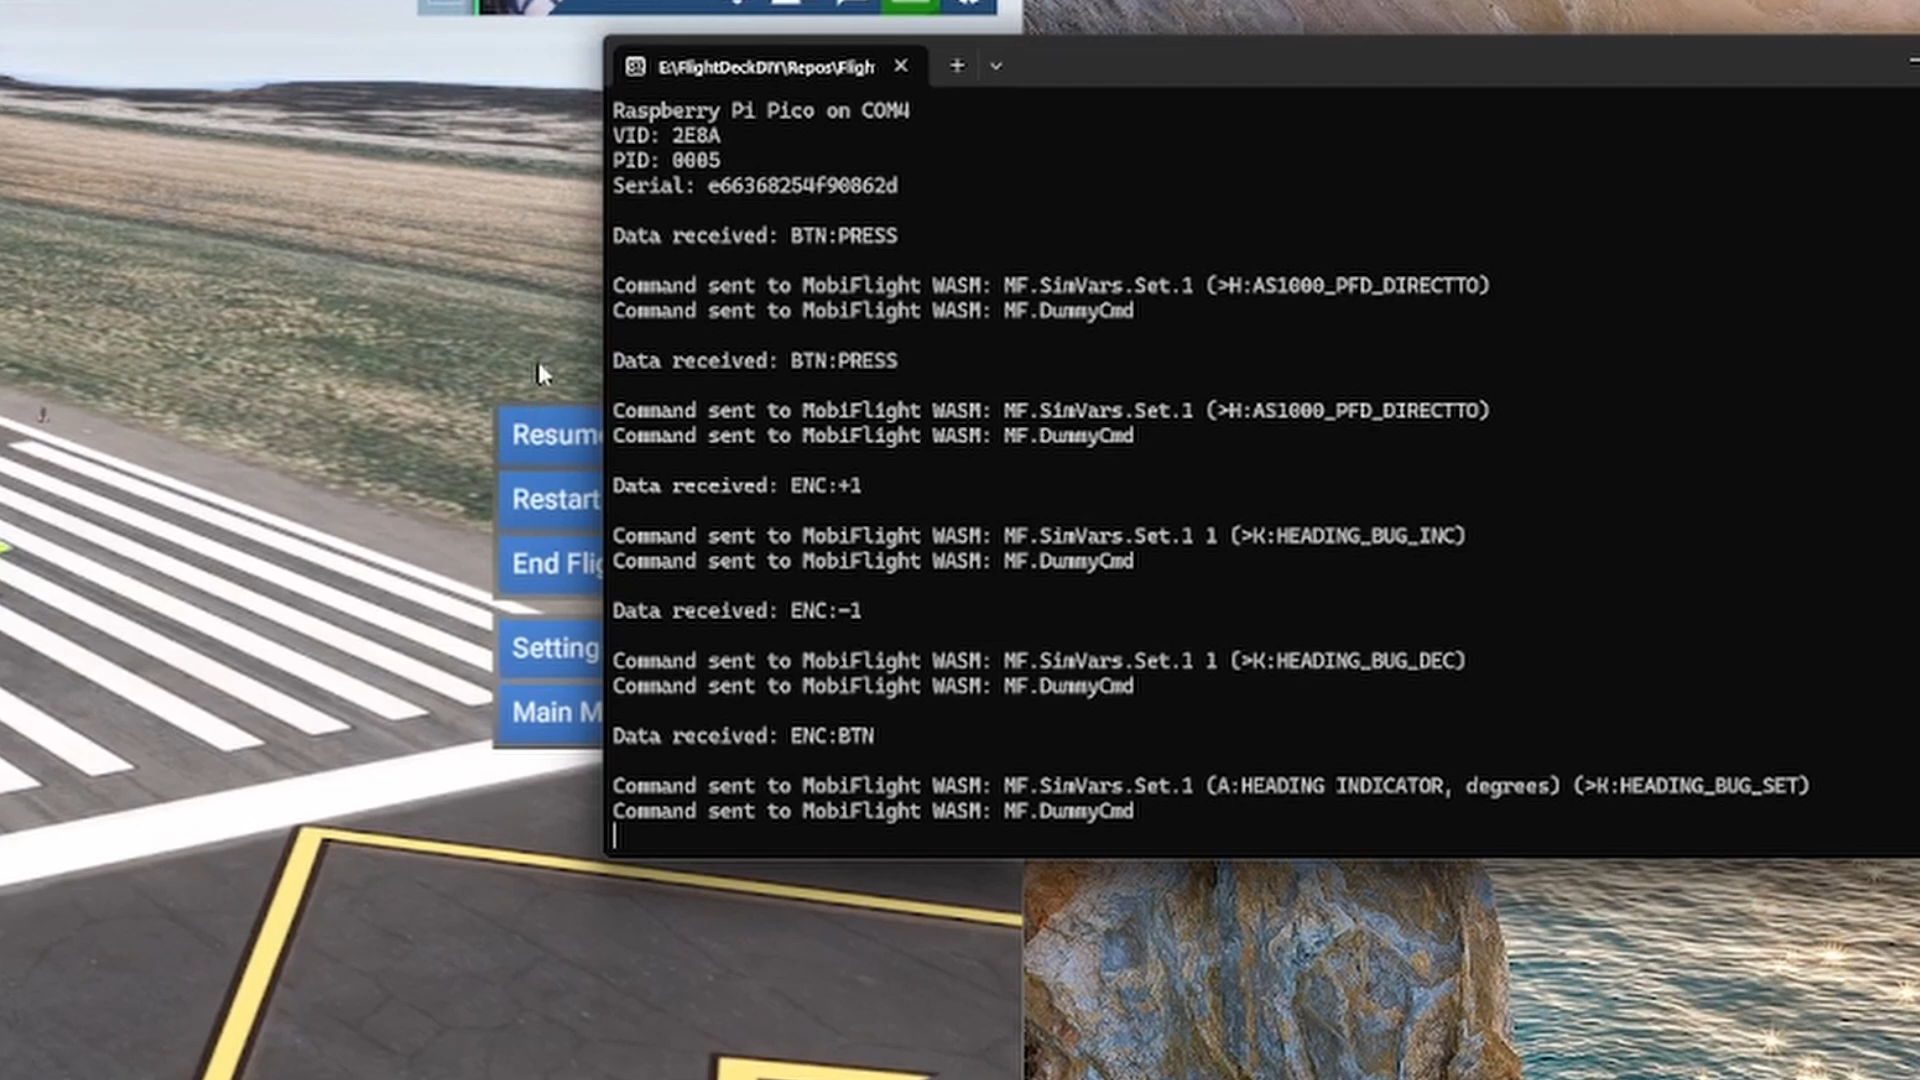 E:\FlightDeckDIY\Repos\Fligh
Raspberry Pi Pico on COM4
VID: 2E8A
PID: 0005
Serial: e66368254f90862d
Data received: BTN:PRESS
Command sent to MobiFlight WASM: MF.SimVars.Set.1 (>H:AS1000_PFD_DIRECTTO)
Command sent to MobiFlight WASM: MF.DummyCmd
Data received: BTN:PRESS
Command sent to MobiFlight WASM: MF.SimVars.Set.1 (>H:AS1000_PFD_DIRECTTO)
Command sent to MobiFlight WASM: MF.DummyCmd
Data received: ENC:+1
Command sent to MobiFlight WASM: MF.SimVars.Set.1 1 (>K:HEADING_BUG_INC)
Command sent to MobiFlight WASM: MF.DummyCmd
Data received: ENC:-1
Command sent to MobiFlight WASM: MF.SimVars.Set.1 1 (>K:HEADING_BUG_DEC)
Command sent to MobiFlight WASM: MF.DummyCmd
Data received: ENC:BTN
Command sent to MobiFlight WASM: MF.SimVars.Set.1 (A:HEADING INDICATOR, degrees) (>K:HEADING_BUG_SET)
Command sent to MobiFlight WASM: MF.DummyCmd
Resume
Restart
End Flig
Setting
Main M